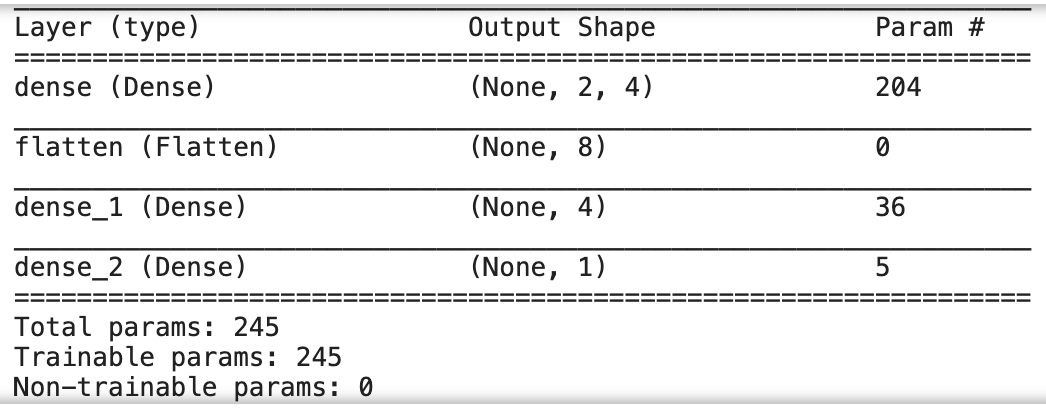 Layer (type) Output Shape Param #
=================================================================
dense (Dense) (None, 2, 4) 204
flatten (Flatten) (None, 8) 0
dense_1 (Dense) (None, 4) 36
dense_2 (Dense) (None, 1) 5
=================================================================
Total params: 245
Trainable params: 245
Non-trainable params: 0